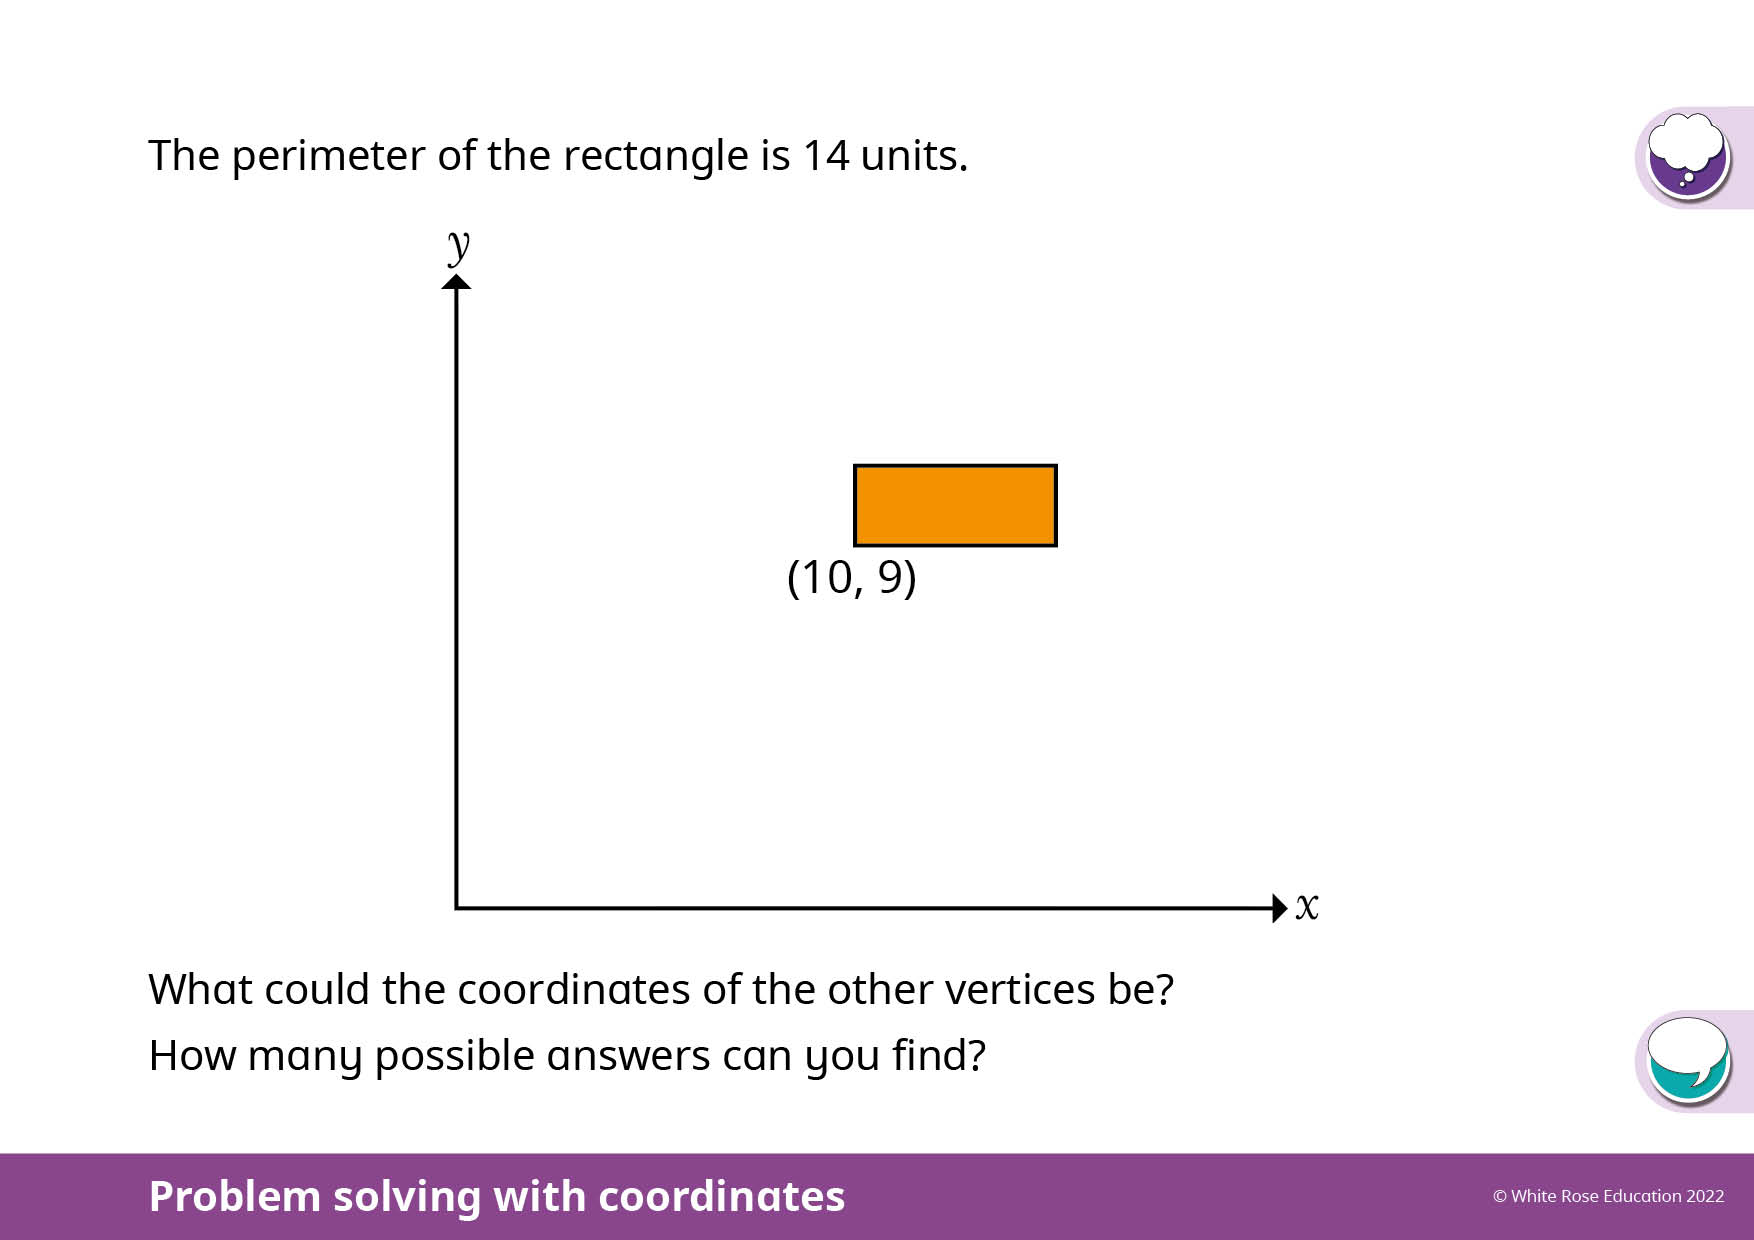 The perimeter of the rectangle is 14 units.
y
(10, 9)
x
What could the coordinates of the other vertices be?
How many possible answers can you find?
Problem solving with coordinates
© White Rose Education 2022